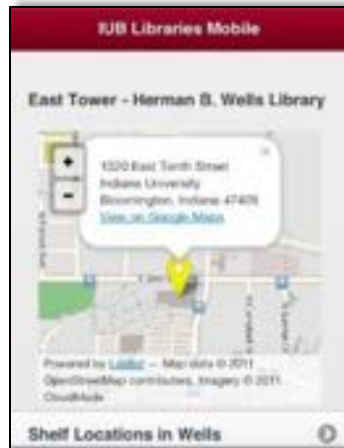 IUB Libraries Mobile
East Tower - Herman B. Wells Library
+
-
1320 East Tenth Street
Indiana University
Bloomington, Indiana 47405
View on Google Maps
Powered by Leaflet — Map data © 2011
OpenStreetMap contributors, Imagery © 2011
CloudMade
Shelf Locations in Wells